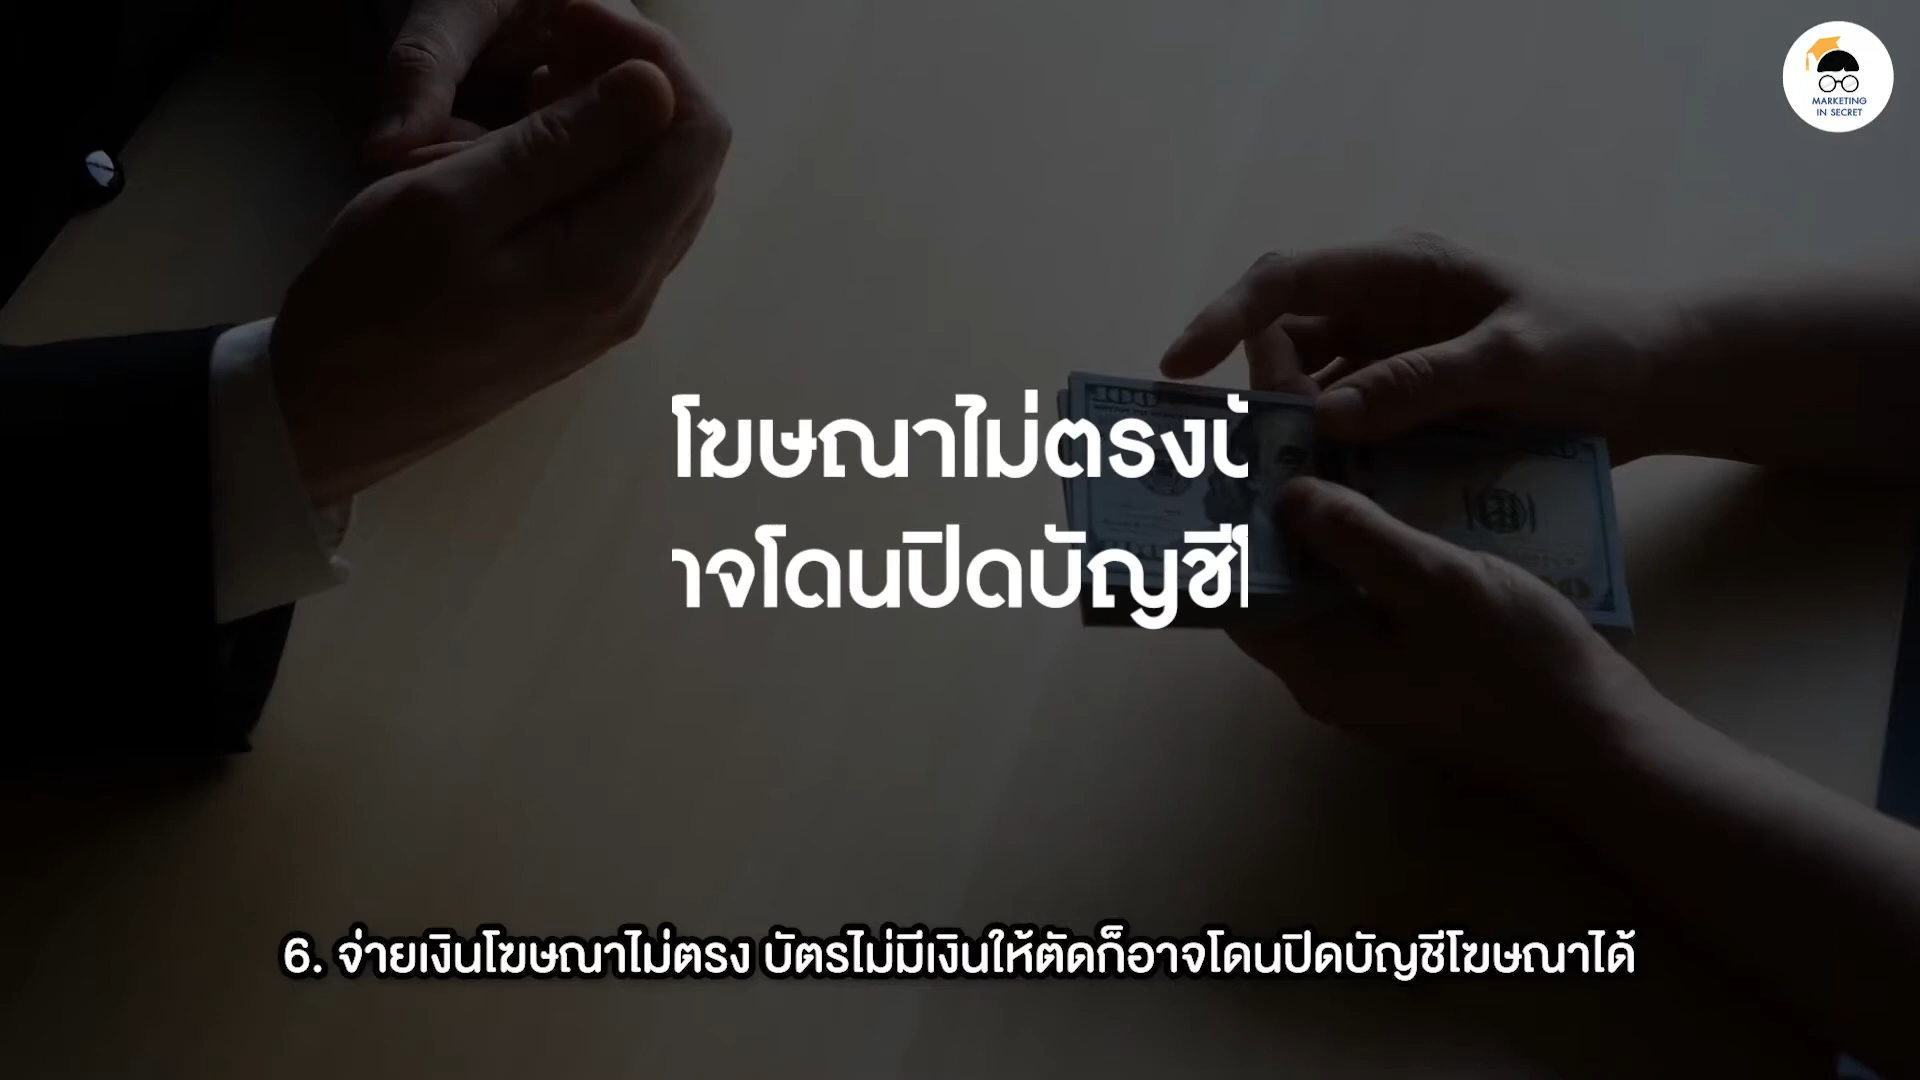 MARKETING
IN SECRET
โฆษณาไม่ตรง
าจโดนปิดบัญชี
6. จ่ายเงินโฆษณาไม่ตรง บัตรไม่มีเงินให้ตัดก็อาจโดนปิดบัญชีโฆษณาได้